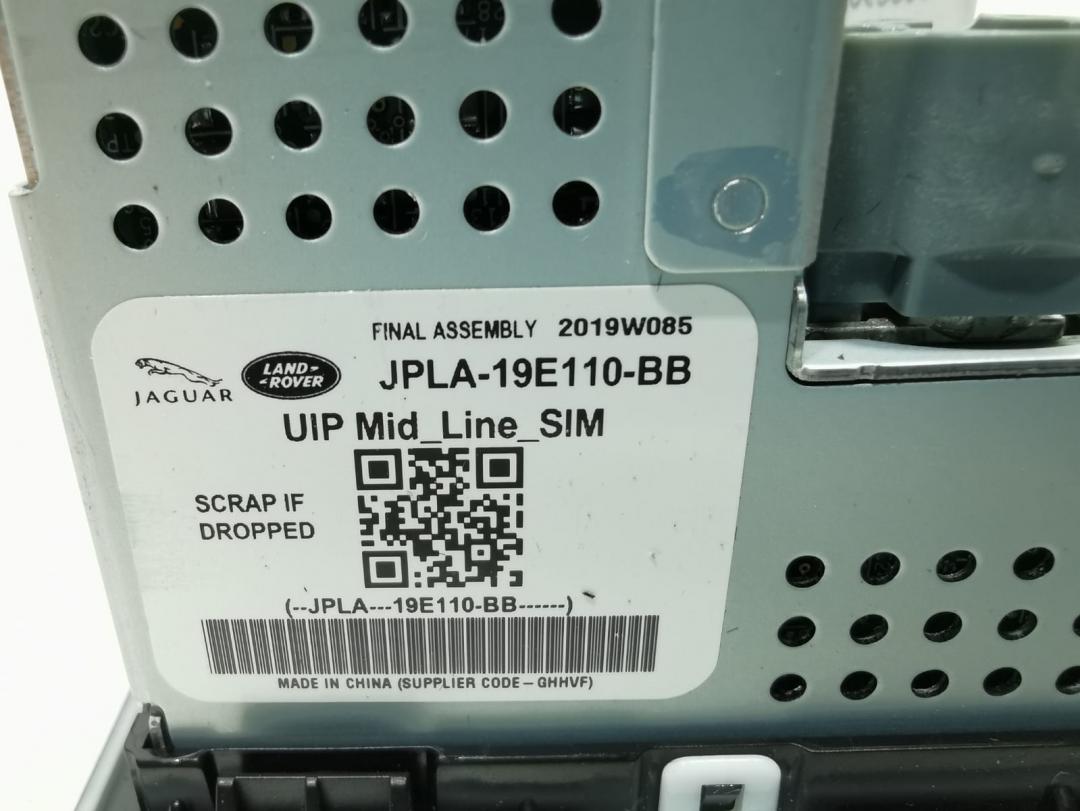 FINAL ASSEMBLY 2019W085
JAGUAR
LAND-
-ROVER
JPLA-19E110-BB
UIP Mid_Line_SIM
SCRAP IF
DROPPED
(--JPLA---19E110-BB------)
MADE IN CHINA (SUPPLIER CODE – GHHVF)